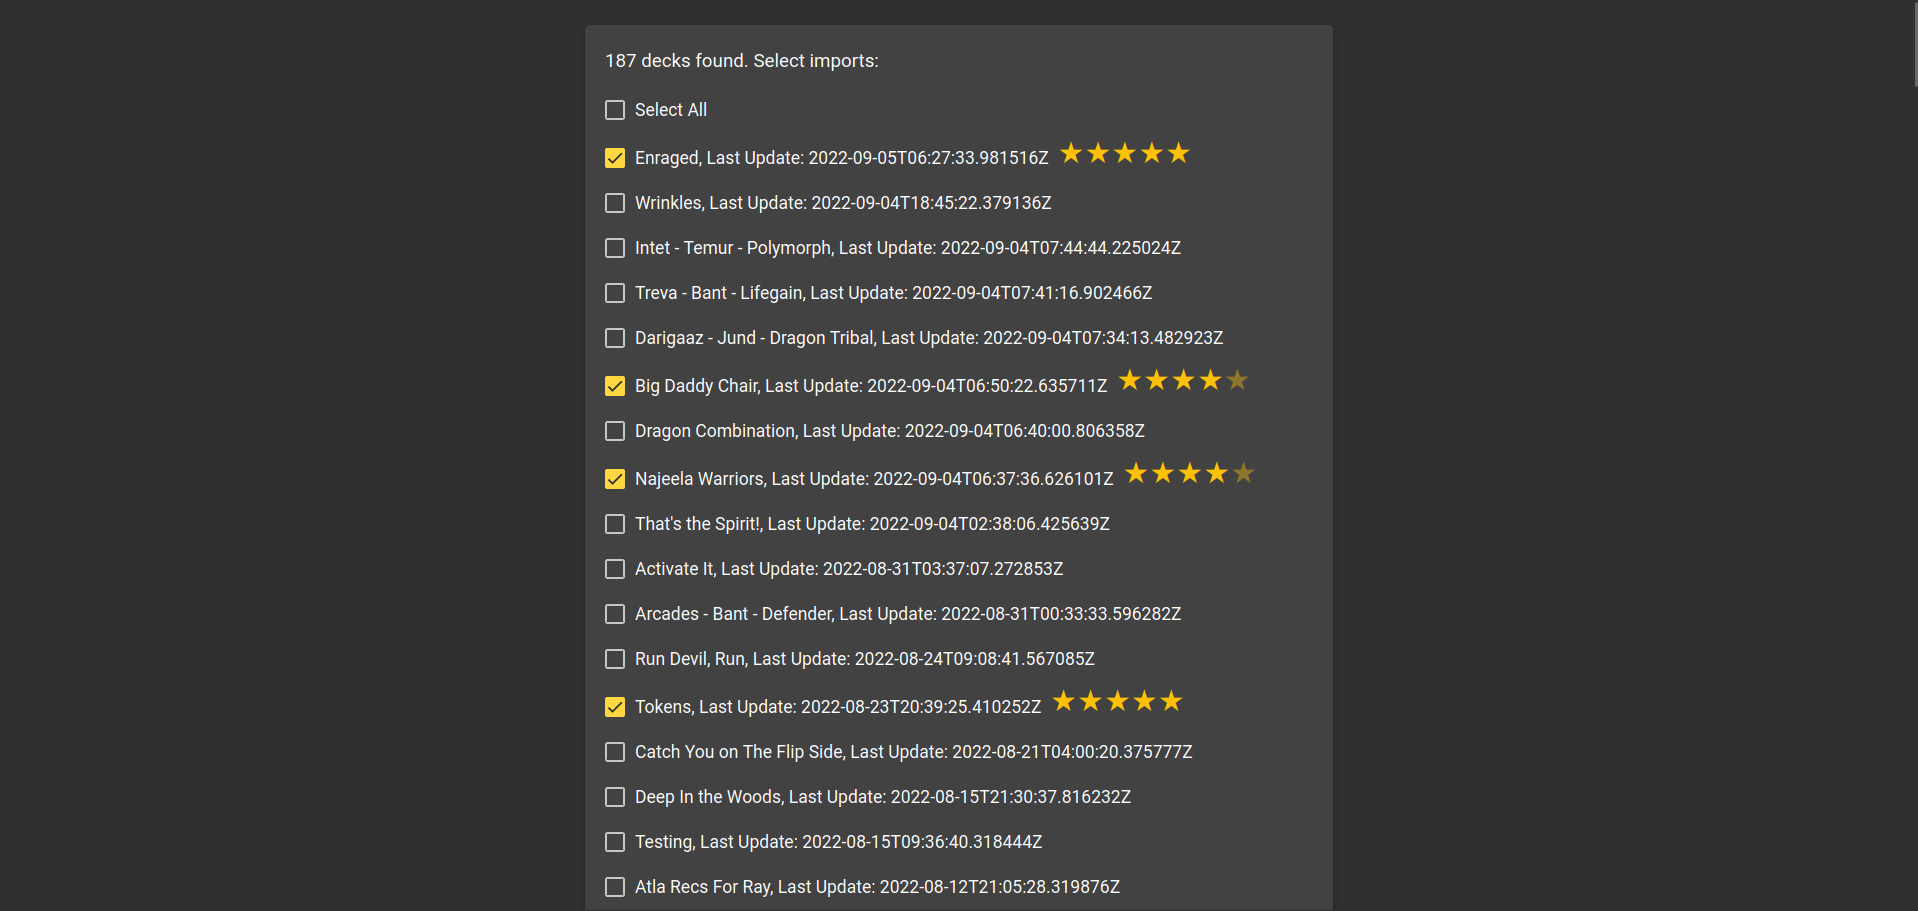 187 decks found. Select imports:
Select All
Enraged, Last Update: 2022-09-05T06:27:33.981516Z
Wrinkles, Last Update: 2022-09-04T18:45:22.379136Z
Intet - Temur - Polymorph, Last Update: 2022-09-04T07:44:44.225024Z
Treva - Bant - Lifegain, Last Update: 2022-09-04T07:41:16.902466Z
Darigaaz - Jund - Dragon Tribal, Last Update: 2022-09-04T07:34:13.482923Z
Big Daddy Chair, Last Update: 2022-09-04T06:50:22.635711Z
Dragon Combination, Last Update: 2022-09-04T06:40:00.806358Z
Najeela Warriors, Last Update: 2022-09-04T06:37:36.626101Z
That's the Spirit!, Last Update: 2022-09-04T02:38:06.425639Z
Activate It, Last Update: 2022-08-31T03:37:07.272853Z
Arcades - Bant - Defender, Last Update: 2022-08-31T00:33:33.596282Z
Run Devil, Run, Last Update: 2022-08-24T09:08:41.567085Z
Tokens, Last Update: 2022-08-23T20:39:25.410252Z
Catch You on The Flip Side, Last Update: 2022-08-21T04:00:20.375777Z
Deep In the Woods, Last Update: 2022-08-15T21:30:37.816232Z
Testing, Last Update: 2022-08-15T09:36:40.318444Z
Atla Recs For Ray, Last Update: 2022-08-12T21:05:28.319876Z